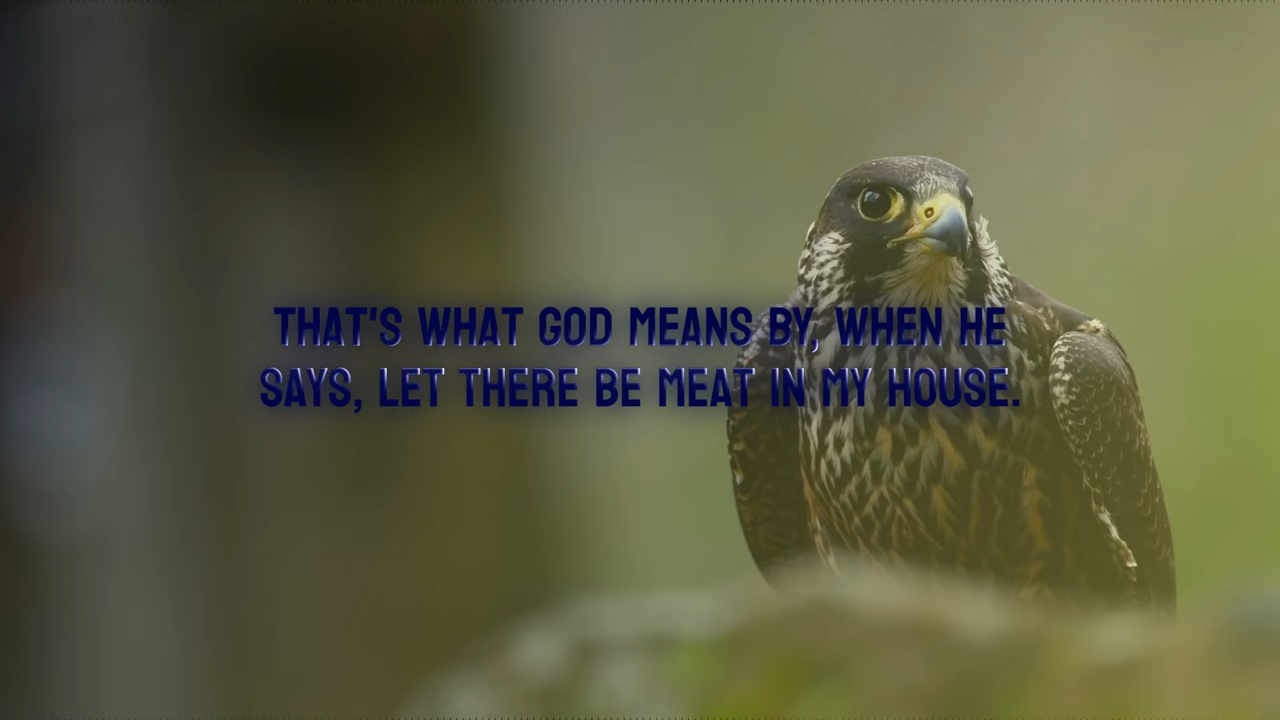 THAT'S WHAT GOD MEANS BY, WHEN HE
SAYS, LET THERE BE MEAT IN MY HOUSE.